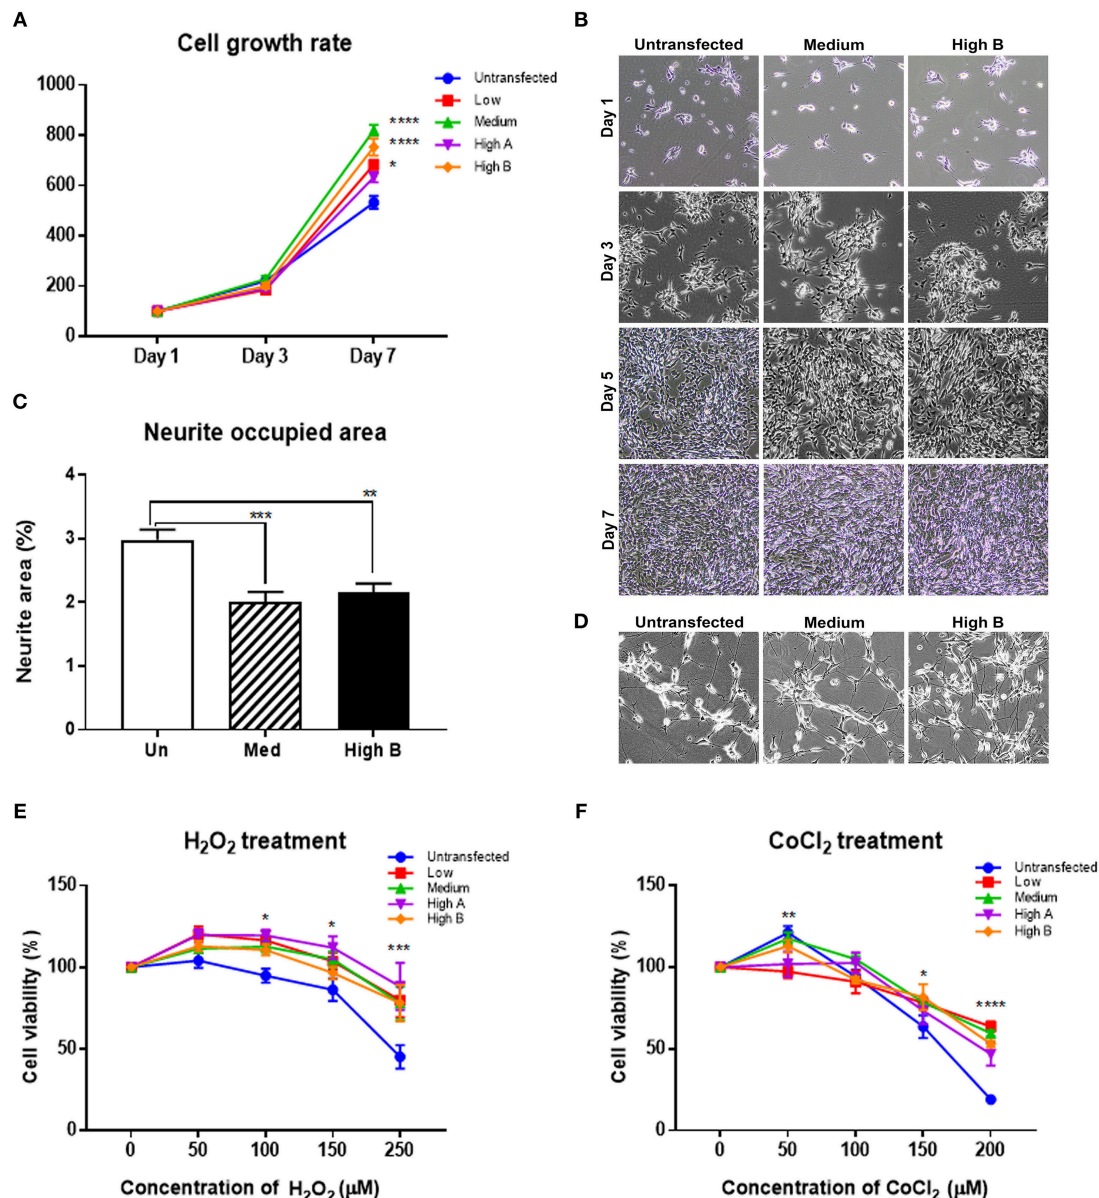 A
Cell growth rate
1000
800
600
400
200
0
Day 1 Day 3 Day 7
Untransfected
Low
Medium
High A
High B
****
****
*
B
Untransfected Medium High B
Day 1
Day 3
Day 5
Day 7
C
Neurite occupied area
Neurite area (%)
4
3
2
1
0
***
**
Un Med High B
D
Untransfected Medium High B
E
H₂O₂ treatment
Untransfected
Low
Medium
High A
High B
Cell viability (%)
150
100
50
0
* * ***
0 50 100 150 250
Concentration of H₂O₂ (μM)
F
CoCl₂ treatment
Untransfected
Low
Medium
High A
High B
Cell viability (%)
150
100
50
0
** * ****
0 50 100 150 200
Concentration of CoCl₂ (μM)